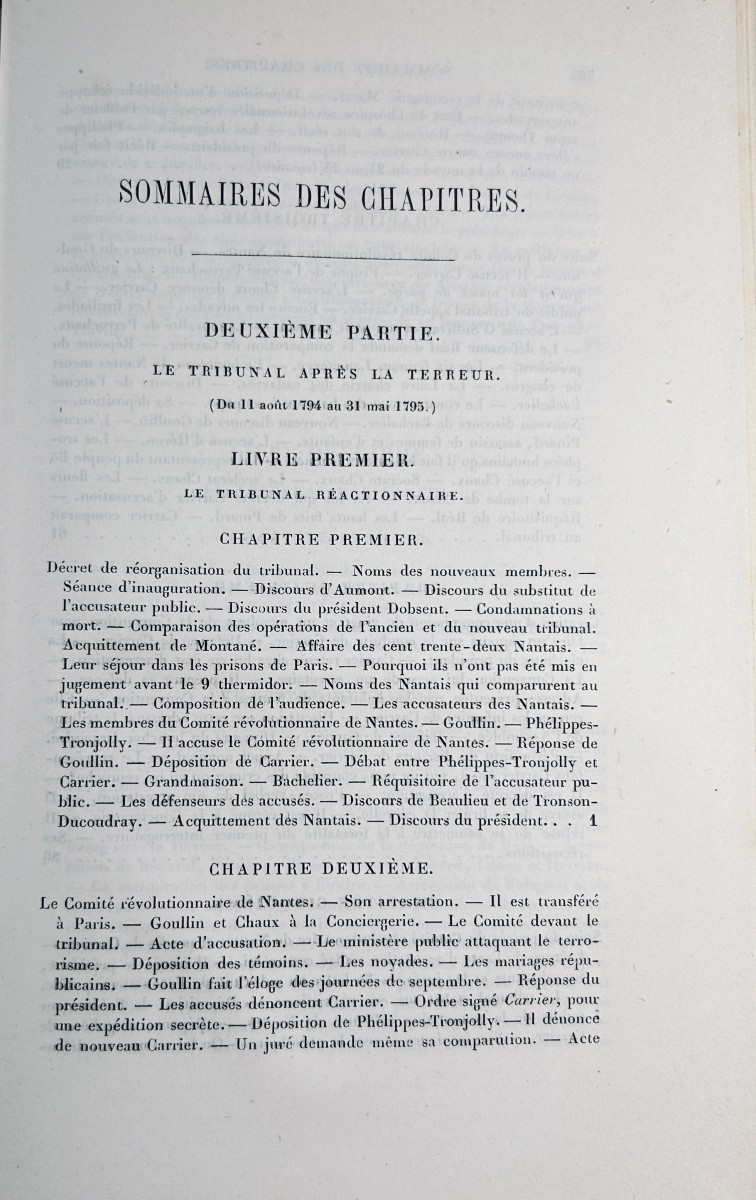 SOMMAIRES DES CHAPITRES.
DEUXIÈME PARTIE.
LE TRIBUNAL APRÈS LA TERREUR.
(Du 11 août 1794 au 31 mai 1795.)
LIVRE PREMIER.
LE TRIBUNAL RÉACTIONNAIRE.
CHAPITRE PREMIER.
Décret de réorganisation du tribunal. — Noms des nouveaux membres. —
Séance d'inauguration. — Discours d'Aumont. — Discours du substitut de
l'accusateur public. — Discours du président Dobsent. — Condamnations à
mort. — Comparaison des opérations de l'ancien et du nouveau tribunal.
Acquittement de Montané. — Affaire des cent trente-deux Nantais. —
Leur séjour dans les prisons de Paris. — Pourquoi ils n'ont pas été mis en
jugement avant le 9 thermidor. — Noms des Nantais qui comparurent au
tribunal. — Composition de l'audience. — Les accusateurs des Nantais. —
Les membres du Comité révolutionnaire de Nantes. — Goullin. — Phélippes-
Tronjolly. — Il accuse le Comité révolutionnaire de Nantes. — Réponse de
Goullin. — Déposition de Carrier. — Débat entre Phélippes-Tronjolly et
Carrier. — Grandmaison. — Bachelier. — Réquisitoire de l'accusateur pu-
blic. — Les défenseurs des accusés. — Discours de Beaulieu et de Tronson-
Ducoudray. — Acquittement des Nantais. — Discours du président. . . 1
CHAPITRE DEUXIÈME.
Le Comité révolutionnaire de Nantes. — Son arrestation. — Il est transféré
à Paris. — Goullin et Chaux à la Conciergerie. — Le Comité devant le
tribunal. — Acte d'accusation. — Le ministère public attaquant le terro-
risme. — Déposition des témoins. — Les noyades. — Les mariages répu-
blicains. — Goullin fait l'éloge des journées de septembre. — Réponse du
président. — Les accusés dénoncent Carrier. — Ordre signé Carrier, pour
une expédition secrète. — Déposition de Phélippes-Tronjolly. — Il dénonce
de nouveau Carrier. — Un juré demande même sa comparution. — Acte